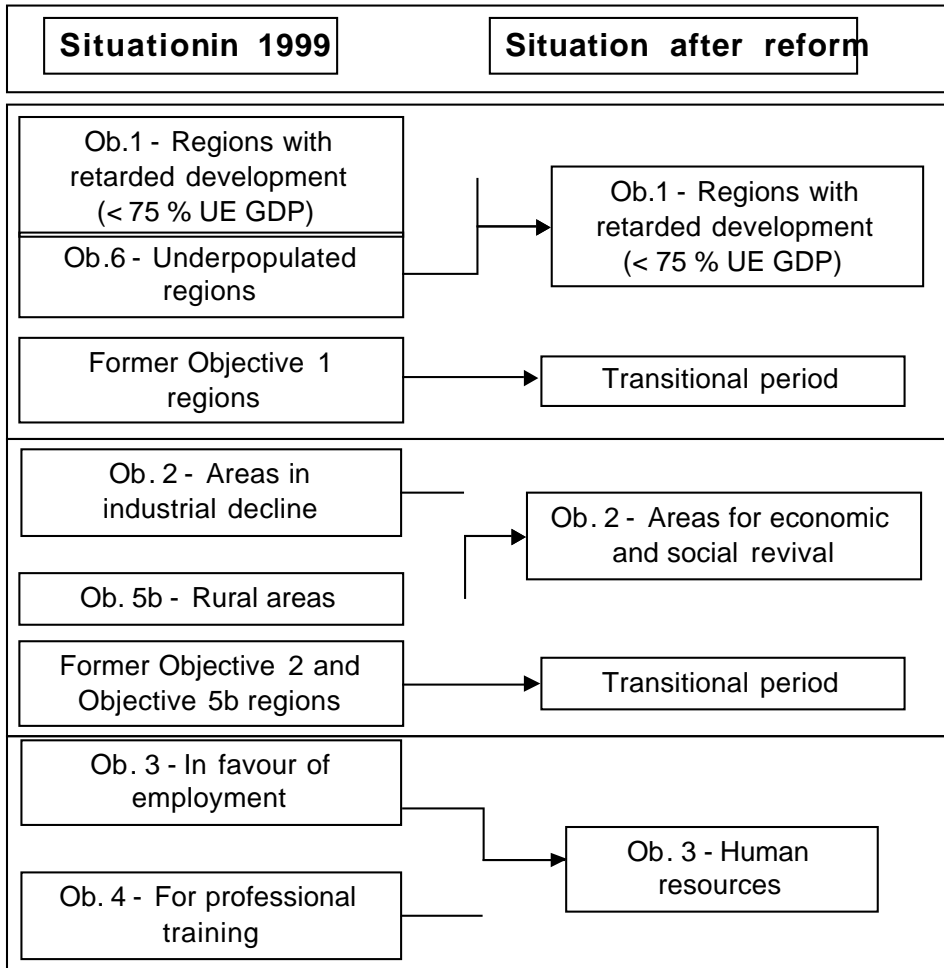 Situationin 1999
Situation after reform
Ob.1 - Regions with
retarded development
(< 75 % UE GDP)
Ob.6 - Underpopulated
regions
Ob.1 - Regions with
retarded development
(< 75 % UE GDP)
Former Objective 1
regions
Transitional period
Ob. 2 - Areas in
industrial decline
Ob. 5b - Rural areas
Ob. 2 - Areas for economic
and social revival
Former Objective 2 and
Objective 5b regions
Transitional period
Ob. 3 - In favour of
employment
Ob. 4 - For professional
training
Ob. 3 - Human
resources